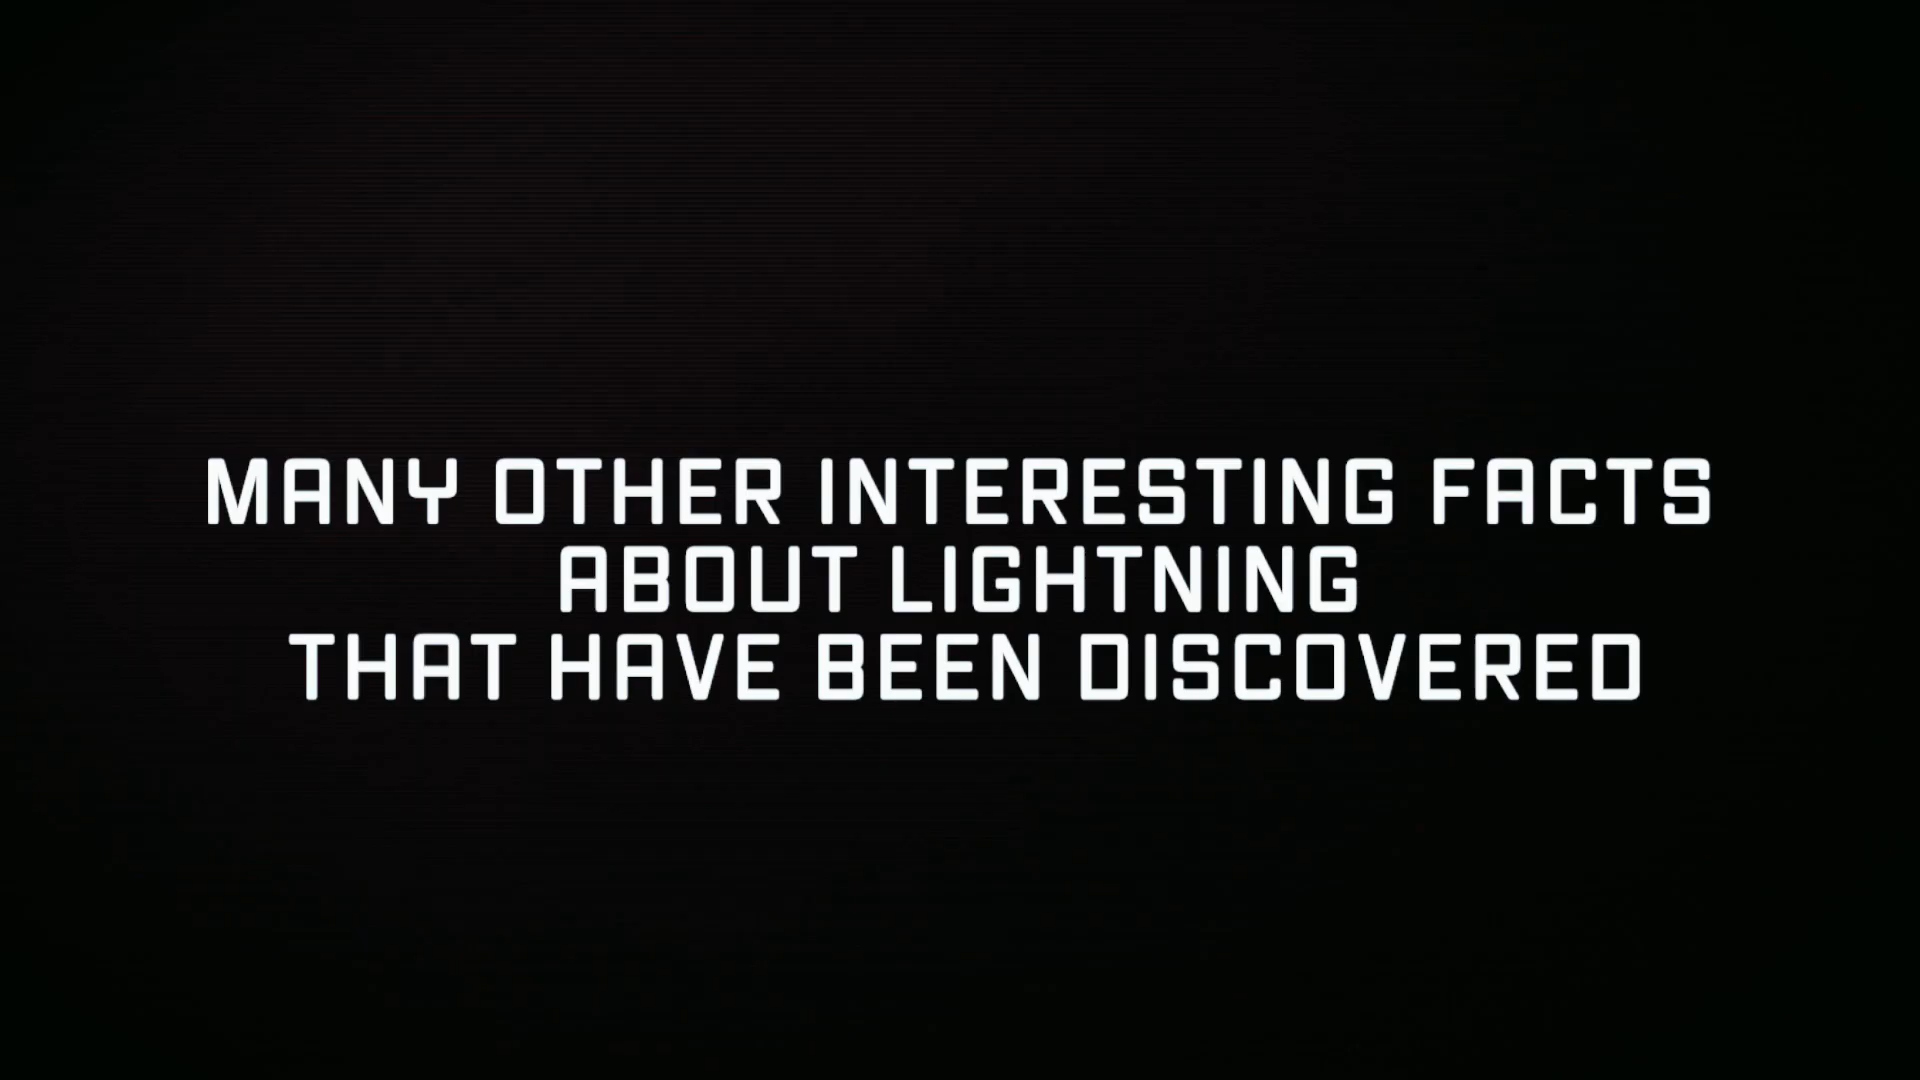 MANY OTHER INTERESTING FACTS
ABOUT LIGHTNING
THAT HAVE BEEN DISCOVERED